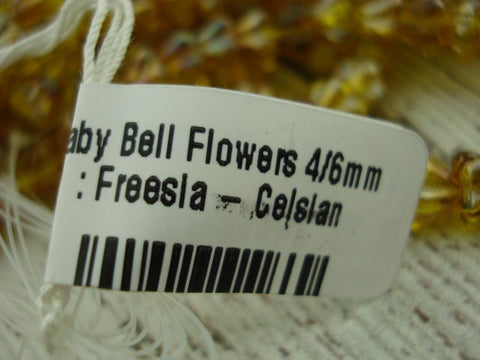 aby Bell Flowers 4/6mm
: Freesia - Celsian